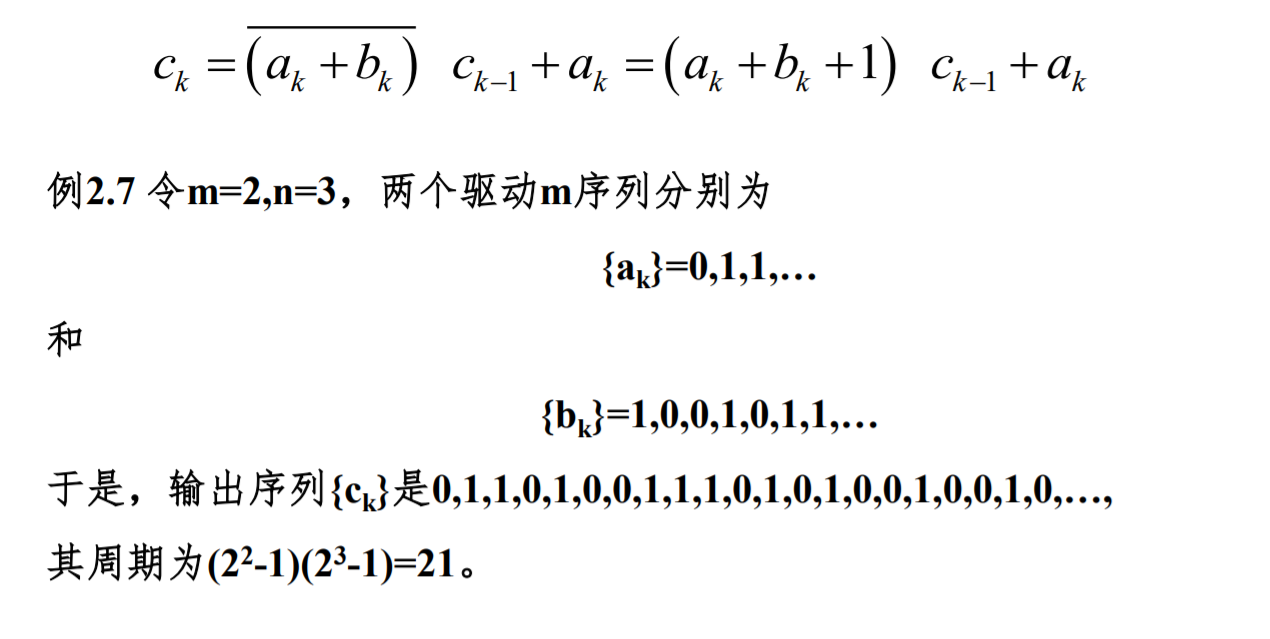 c_k = \overline{(a_k + b_k)} c_{k-1} + a_k = (a_k + b_k + 1) c_{k-1} + a_k
例2.7 令m=2,n=3，两个驱动m序列分别为
{a_k}=0,1,1,…
和
{b_k}=1,0,0,1,0,1,1,…
于是，输出序列{c_k}是0,1,1,0,1,0,0,1,1,1,0,1,0,1,0,0,1,0,0,1,0,…,
其周期为(2²-1)(2³-1)=21。